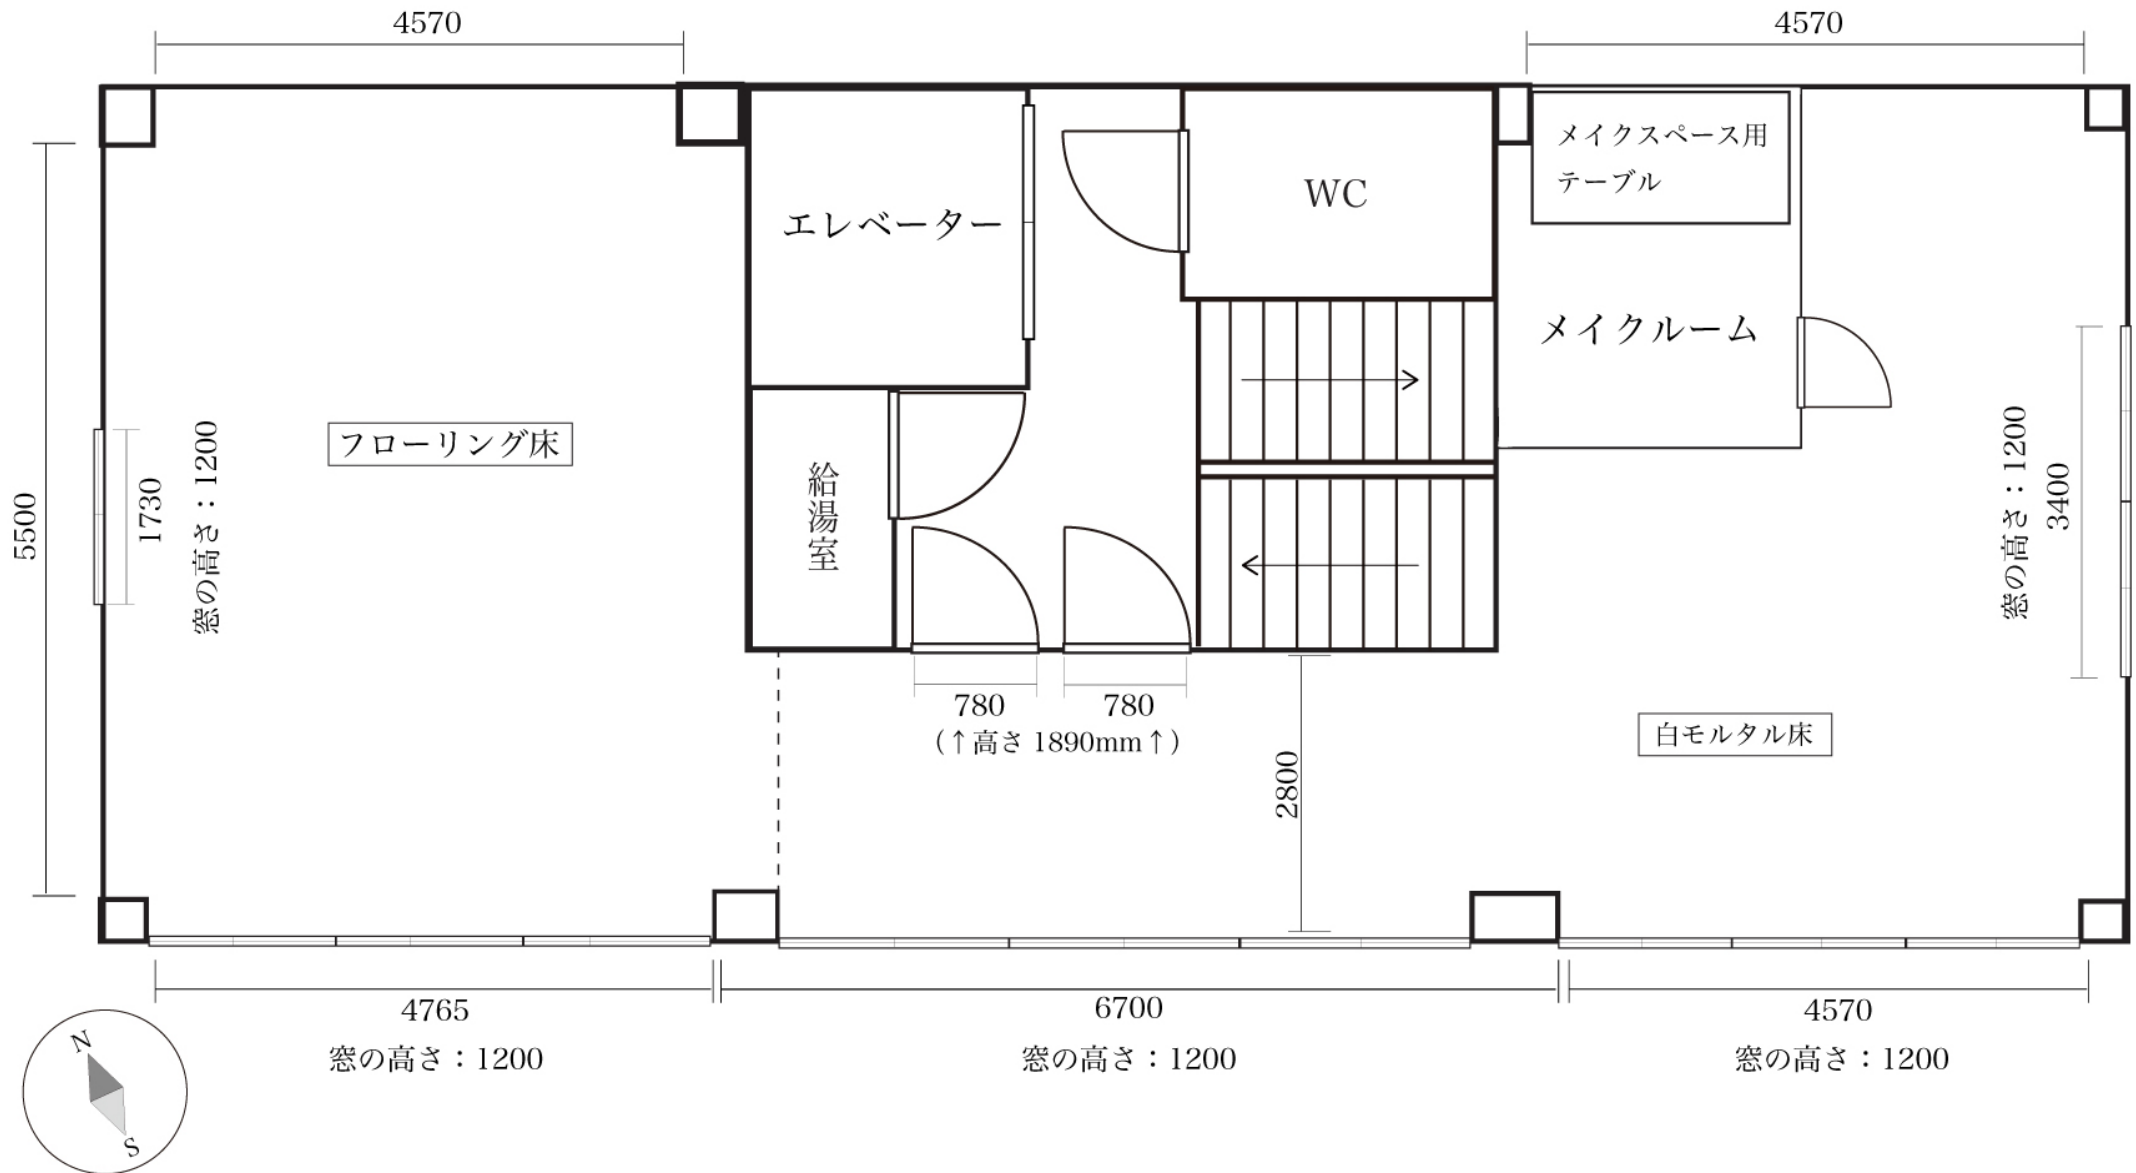 4570
4570
メイクスペース用
テーブル
WC
エレベーター
メイクルーム
フローリング床
窓の高さ：1200
1730
5500
給湯室
窓の高さ：1200
3400
780
780
（↑高さ 1890mm↑）
白モルタル床
2800
4765
6700
4570
窓の高さ：1200
窓の高さ：1200
窓の高さ：1200
N
S